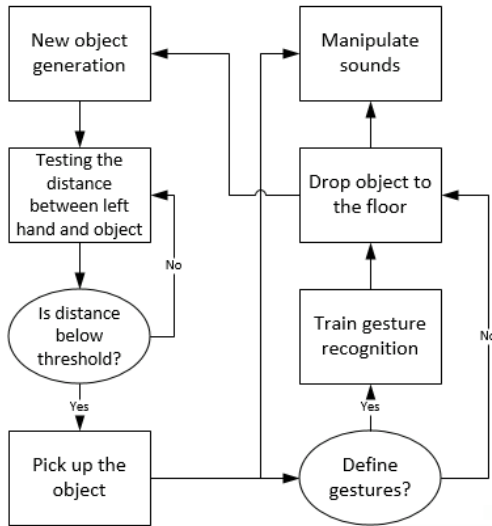 New object
generation
Manipulate
sounds
Testing the
distance
between left
hand and object
Drop object to
the floor
No
Is distance
below
threshold?
Train gesture
recognition
No
Yes
Yes
Pick up the
object
Define
gestures?